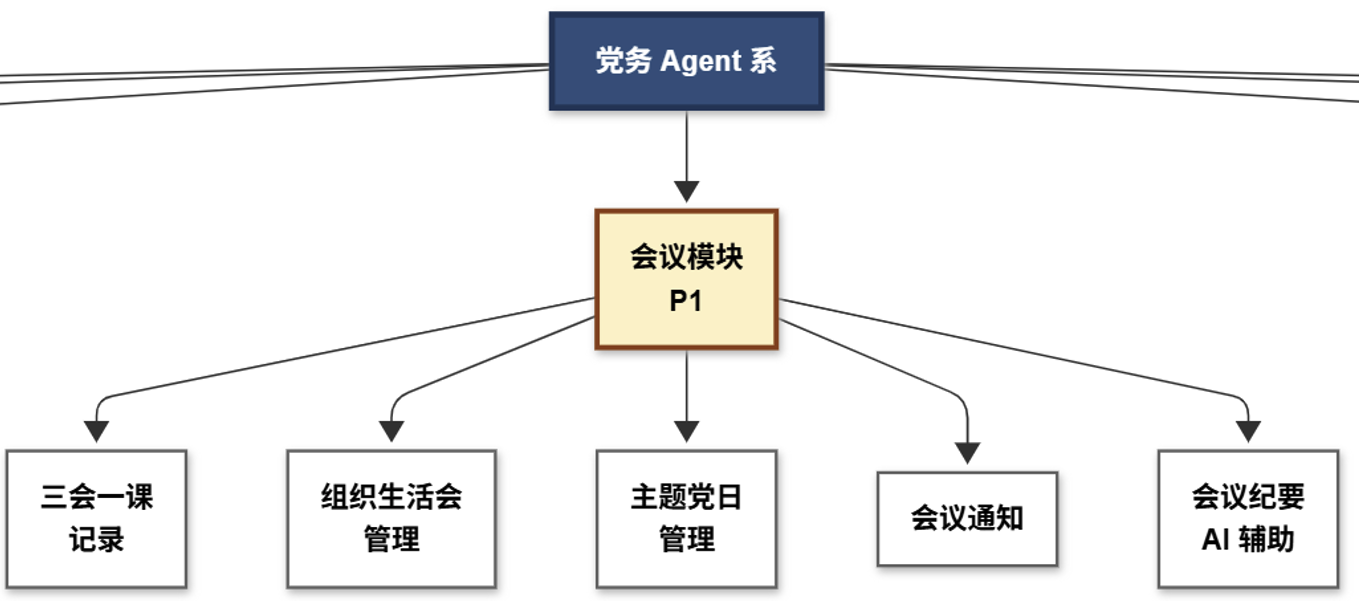 党务 Agent 系
会议模块
P1
三会一课
记录
组织生活会
管理
主题党日
管理
会议通知
会议纪要
AI 辅助